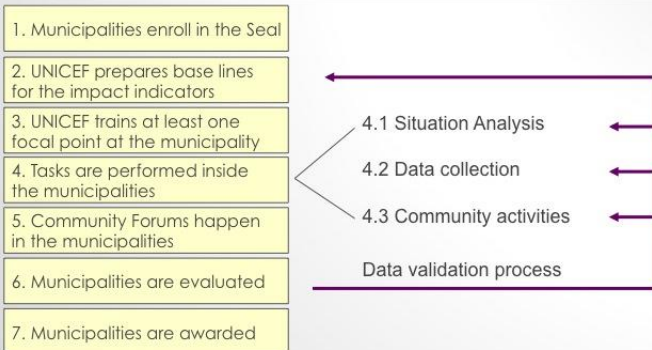 1. Municipalities enroll in the Seal
2. UNICEF prepares base lines
for the impact indicators
3. UNICEF trains at least one
focal point at the municipality
4. Tasks are performed inside
the municipalities
5. Community Forums happen
in the municipalities
6. Municipalities are evaluated
7. Municipalities are awarded
4.1 Situation Analysis
4.2 Data collection
4.3 Community activities
Data validation process